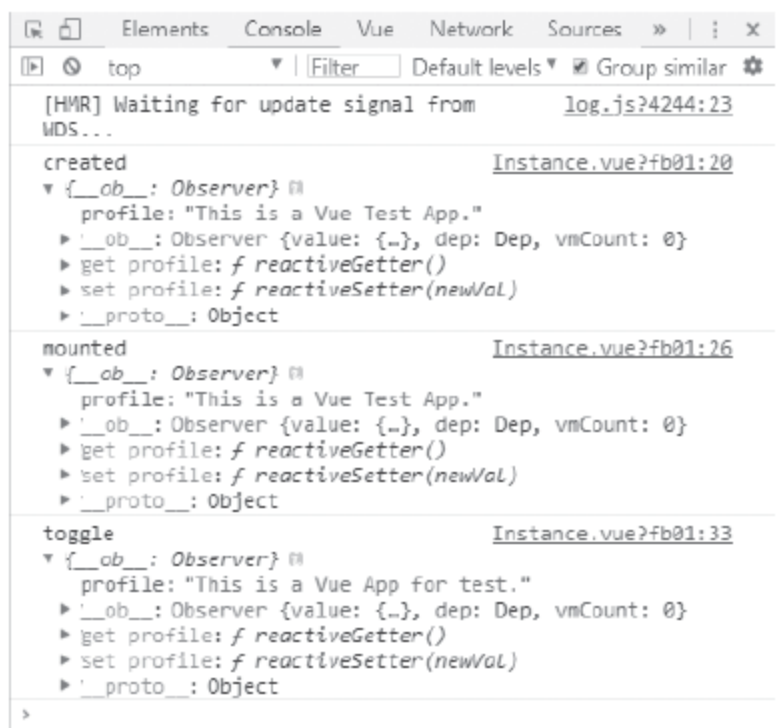 Elements Console Vue Network Sources »
top Filter Default levels Group similar
[HMR] Waiting for update signal from log.js?4244:23
WDS...
created Instance.vue?fb01:20
{__ob__: Observer}
profile: "This is a Vue Test App."
__ob__: Observer {value: {…}, dep: Dep, vmCount: 0}
get profile: ƒ reactiveGetter()
set profile: ƒ reactiveSetter(newVal)
__proto__: Object
mounted Instance.vue?fb01:26
{__ob__: Observer}
profile: "This is a Vue Test App."
__ob__: Observer {value: {…}, dep: Dep, vmCount: 0}
get profile: ƒ reactiveGetter()
set profile: ƒ reactiveSetter(newVal)
__proto__: Object
toggle Instance.vue?fb01:33
{__ob__: Observer}
profile: "This is a Vue App for test."
__ob__: Observer {value: {…}, dep: Dep, vmCount: 0}
get profile: ƒ reactiveGetter()
set profile: ƒ reactiveSetter(newVal)
__proto__: Object